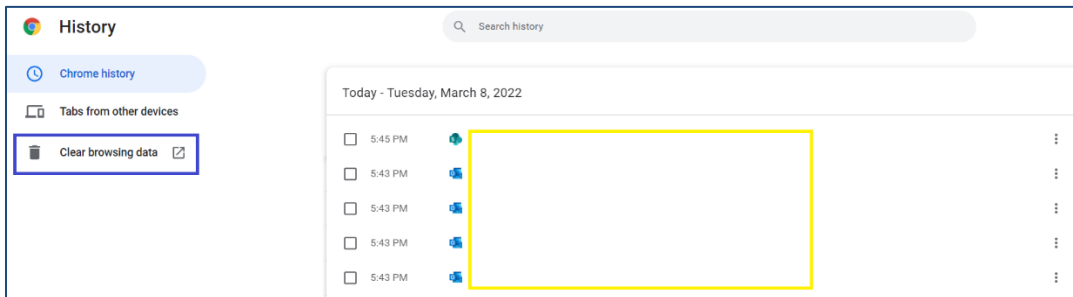 History
Search history
Chrome history
Tabs from other devices
Clear browsing data
Today - Tuesday, March 8, 2022
5:45 PM
5:43 PM
5:43 PM
5:43 PM
5:43 PM